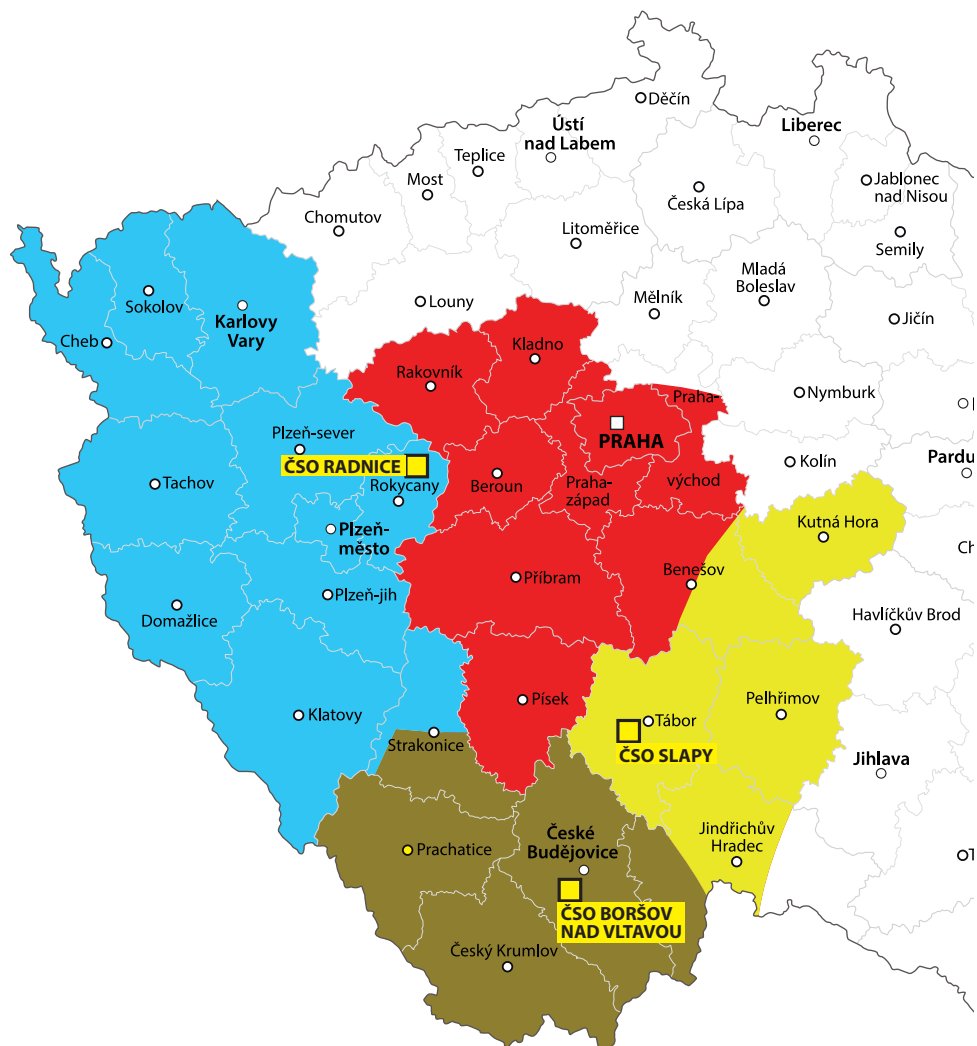 Děčín
Ústí
nad Labem
Liberec
Teplice
Most
Jablonec
nad Nisou
Česká Lípa
Chomutov
Litoměřice
Semily
Mladá
Boleslav
Sokolov
Louny
Mělník
Karlovy
Vary
Jičín
Cheb
Kladno
Rakovník
Praha-
Nymburk
Plzeň-sever
PRAHA
Pardu
ČSO RADNICE
Kolín
Tachov
Rokycany
Beroun
Praha-
západ
východ
Kutná Hora
Plzeň-
město
Ch
Příbram
Benešov
Plzeň-jih
Domažlice
Havlíčkův Brod
Písek
Pelhřimov
Klatovy
Tábor
Strakonice
ČSO SLAPY
Jihlava
Jindřichův
Hradec
České
Budějovice
Prachatice
T
ČSO BORŠOV
NAD VLTAVOU
Český Krumlov